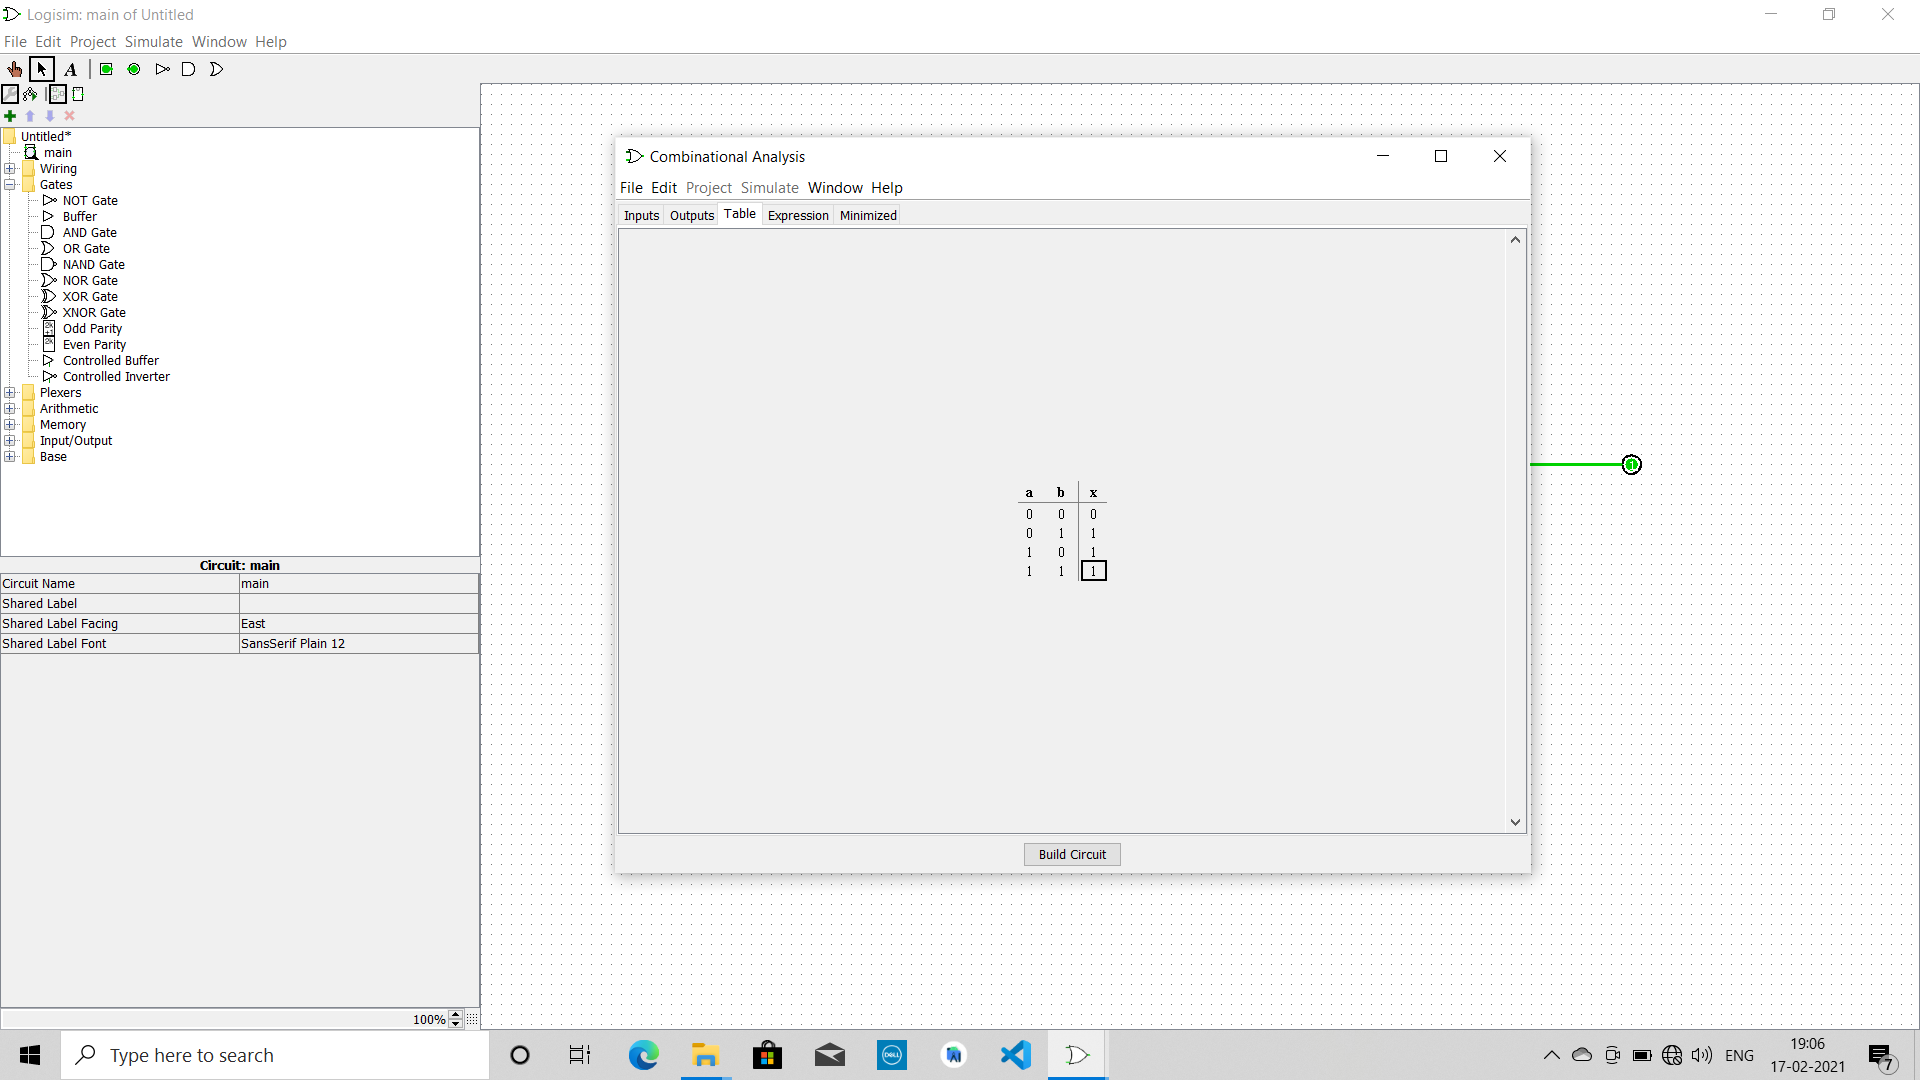 Logisim: main of Untitled
File Edit Project Simulate Window Help
A
Untitled*
main
Wiring
Gates
NOT Gate
Buffer
AND Gate
OR Gate
NAND Gate
NOR Gate
XOR Gate
XNOR Gate
Odd Parity
Even Parity
Controlled Buffer
Controlled Inverter
Plexers
Arithmetic
Memory
Input/Output
Base
Circuit: main
Circuit Name main
Shared Label
Shared Label Facing East
Shared Label Font SansSerif Plain 12
100%
Combinational Analysis
File Edit Project Simulate Window Help
Inputs Outputs Table Expression Minimized
a b x
0 0 0
0 1 1
1 0 1
1 1 1
Build Circuit
1
Type here to search
DELL
ENG
19:06
17-02-2021
7